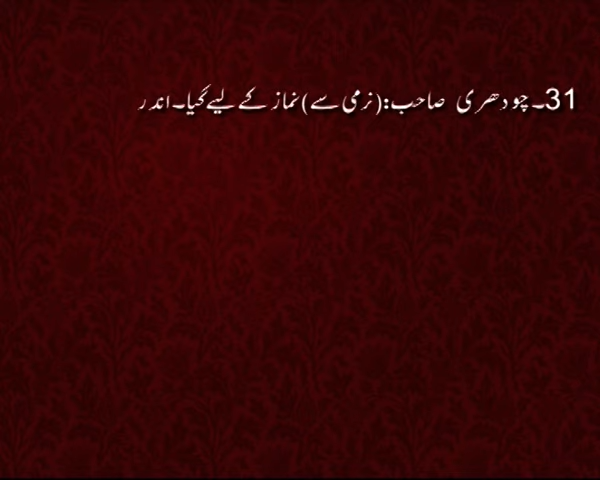 31۔ چودھری صاحب:(نرمی سے) نماز کے لیے گیا۔ اندر